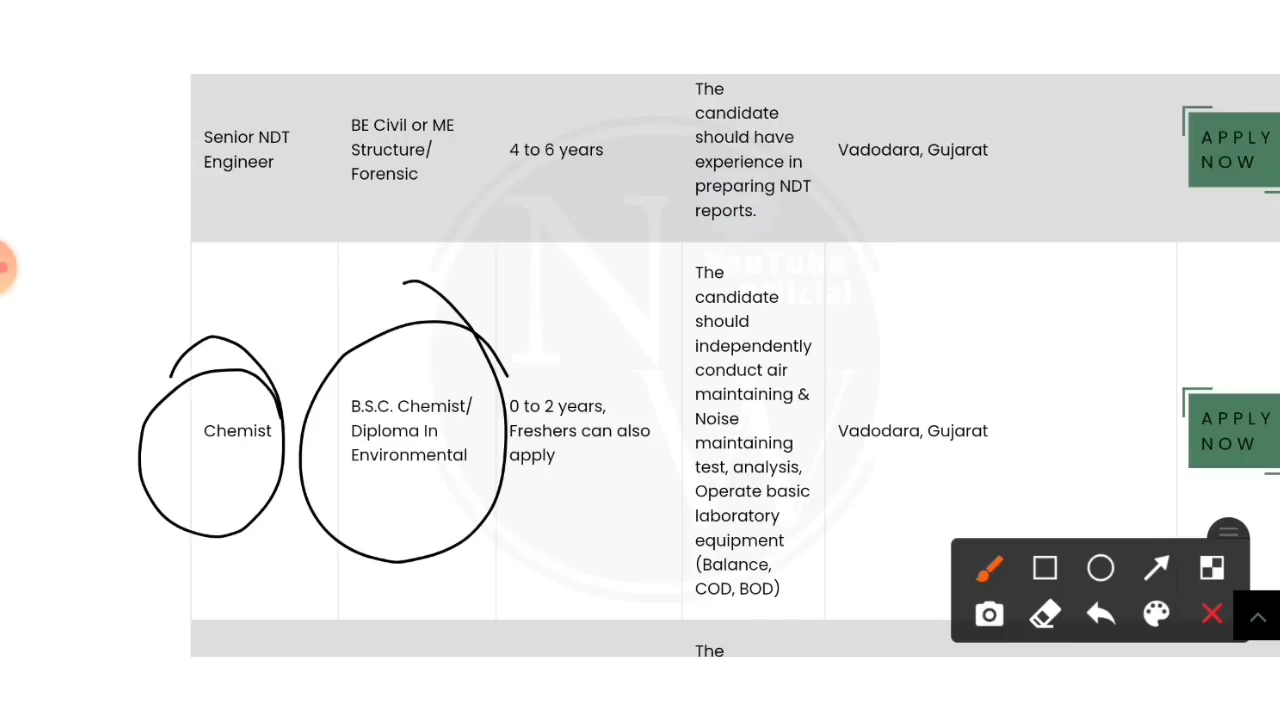 Senior NDT
Engineer
BE Civil or ME
Structure/
Forensic
4 to 6 years
The
candidate
should have
experience in
preparing NDT
reports.
Vadodara, Gujarat
APPLY
NOW
Chemist
B.S.C. Chemist/
Diploma In
Environmental
0 to 2 years,
Freshers can also
apply
The
candidate
should
independently
conduct air
maintaining &
Noise
maintaining
test, analysis,
Operate basic
laboratory
equipment
(Balance,
COD, BOD)
Vadodara, Gujarat
APPLY
NOW
The
NW
YouTube
Official